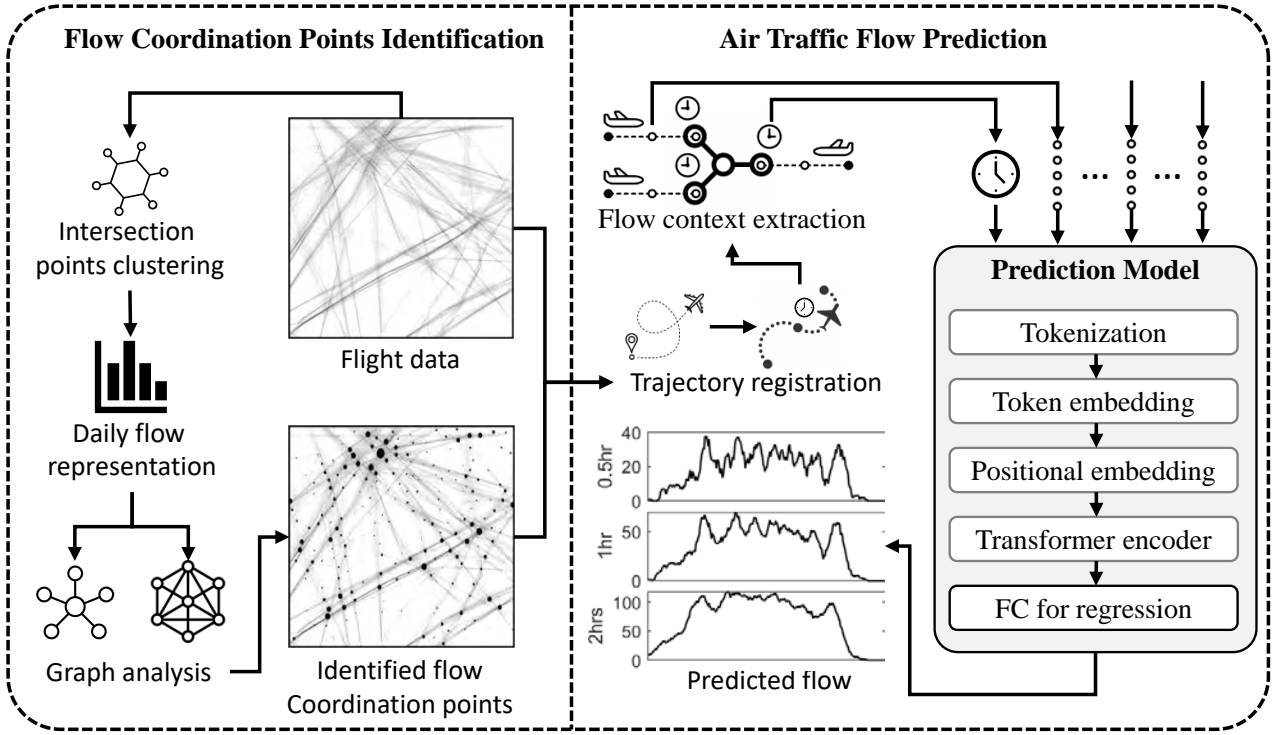 Flow Coordination Points Identification
Intersection
points clustering
Daily flow
representation
Graph analysis
Flight data
Identified flow
Coordination points
Air Traffic Flow Prediction
Flow context extraction
Trajectory registration
40
20
0
0.5hr
50
0
1hr
100
50
0
2hrs
Predicted flow
... ...
Prediction Model
Tokenization
Token embedding
Positional embedding
Transformer encoder
FC for regression